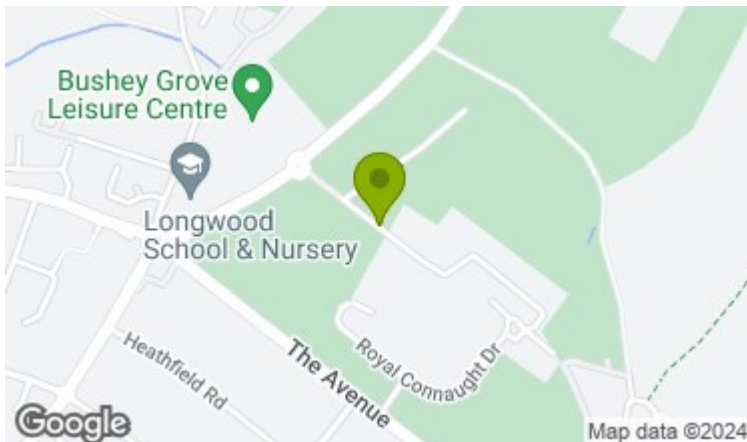 Bushey Grove
Leisure Centre
Longwood
School & Nursery
Heathfield Rd
The Avenue
Royal Connaught Dr
Google
Map data ©2024